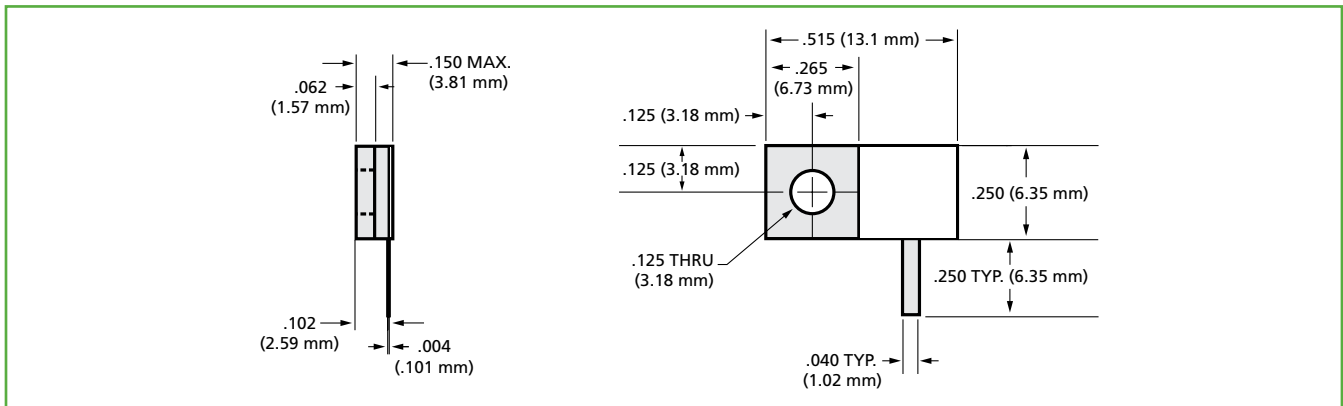 .150 MAX.
(3.81 mm)
.062
(1.57 mm)
.102
(2.59 mm)
.004
(.101 mm)
.515 (13.1 mm)
.265
(6.73 mm)
.125 (3.18 mm)
.125 (3.18 mm)
.250 (6.35 mm)
.125 THRU
(3.18 mm)
.250 TYP. (6.35 mm)
.040 TYP.
(1.02 mm)